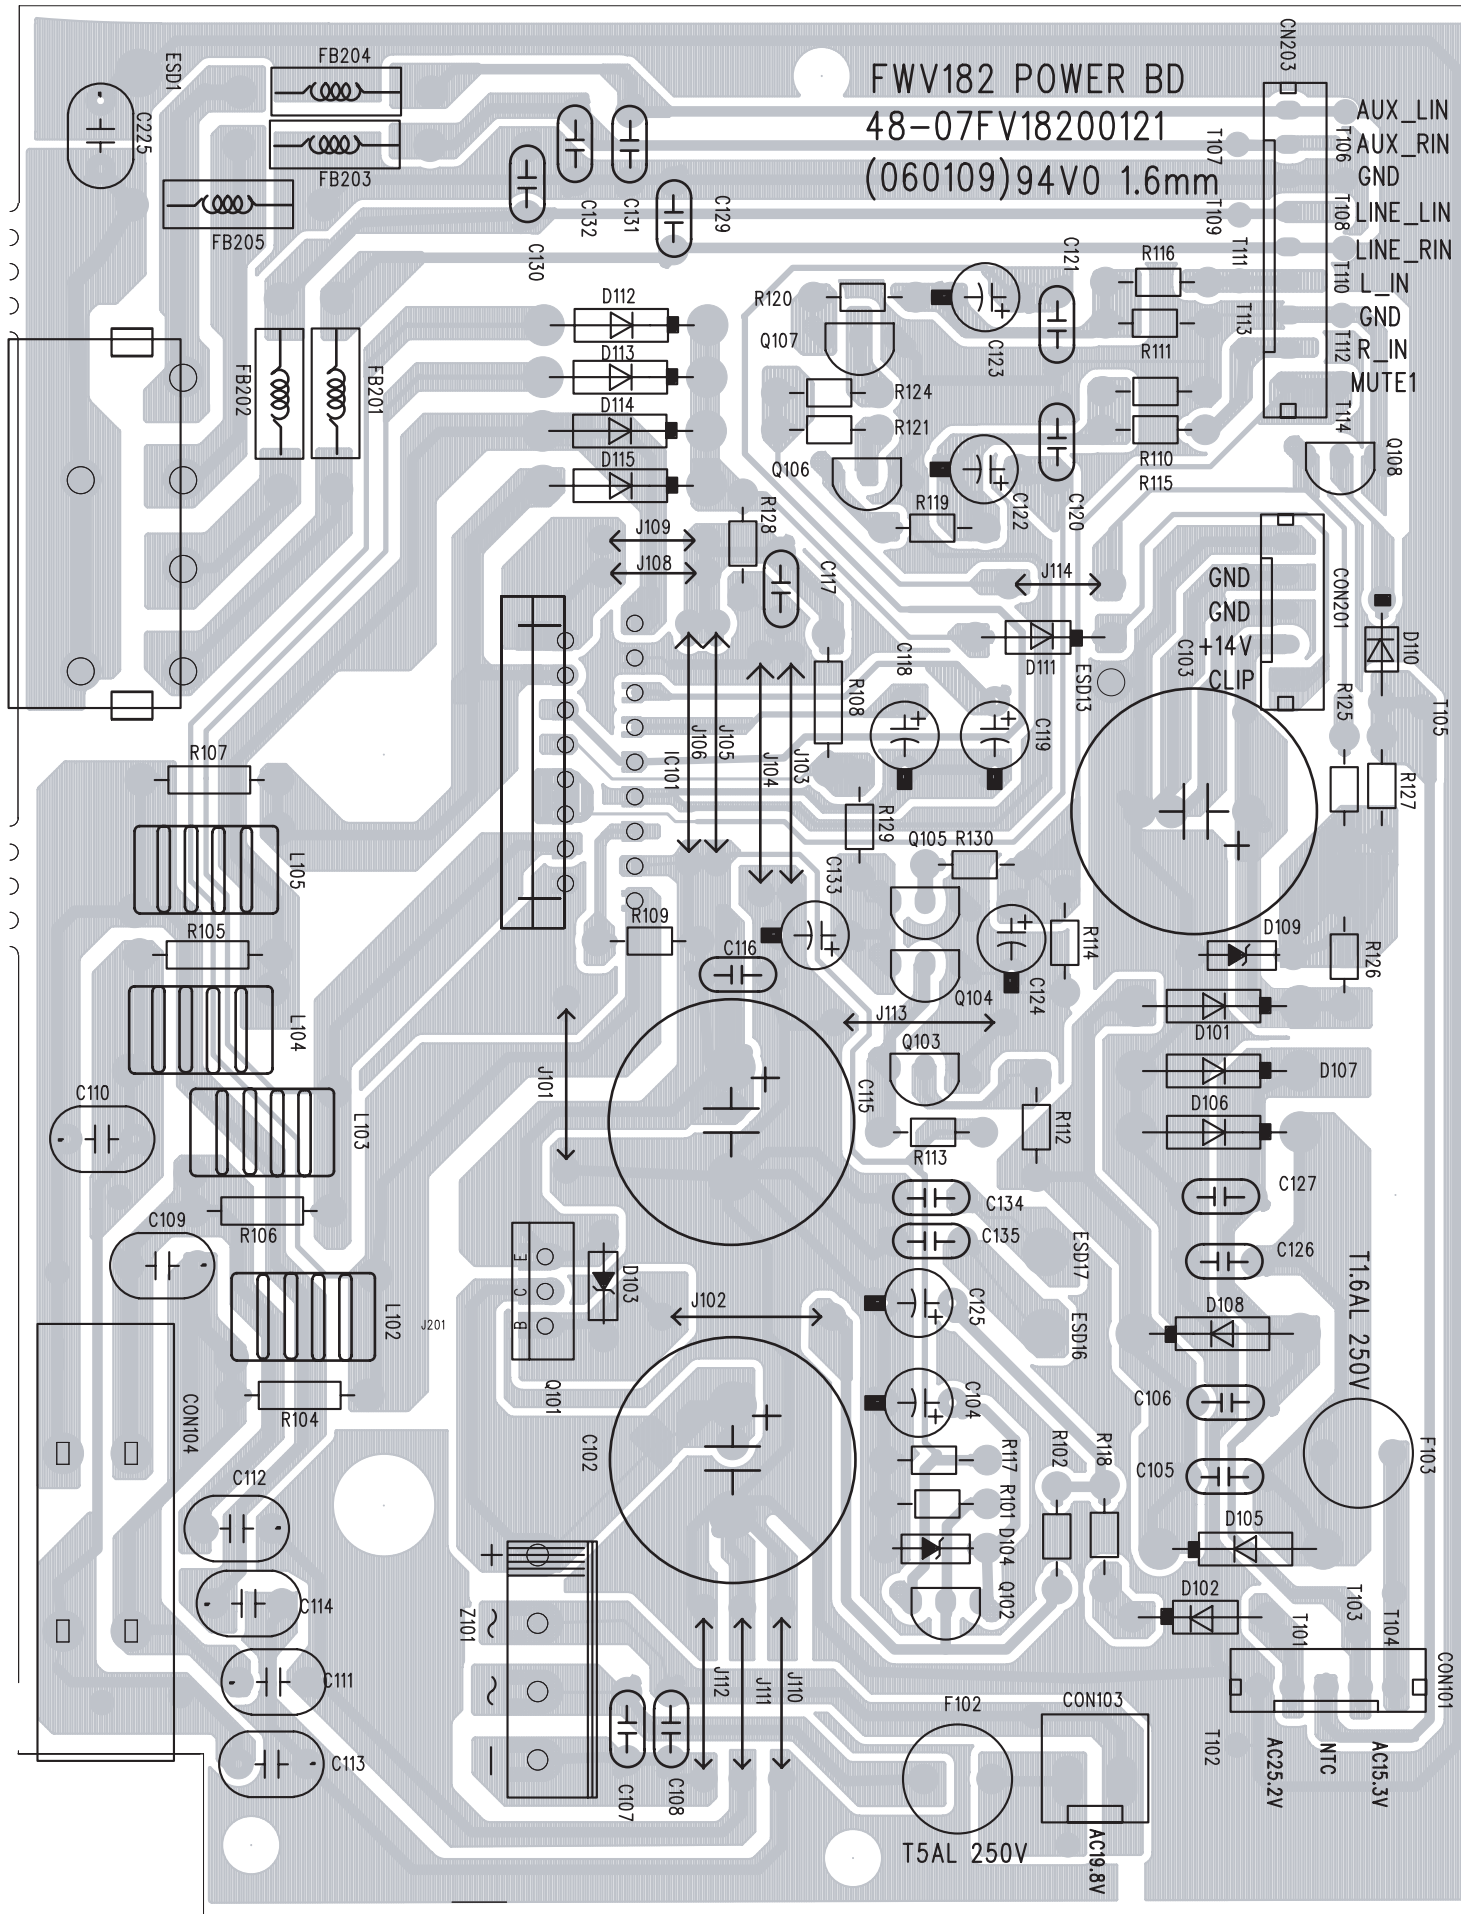 FWV182 POWER BD
48-07FV18200121
(060109)94V0 1.6mm
CN203
AUX_LIN
AUX_RIN
GND
LINE_LIN
LINE_RIN
L_IN
GND
R_IN
MUTE1
T107
T106
T109
T108
T111
T110
T113
T112
T114
ESD1
FB204
C225
FB203
FB205
C132
C131
C129
C130
FB202
FB201
D112
D113
D114
D115
R120
Q107
C123
C121
R116
R111
R124
R121
Q106
C122
C120
R110
R115
R119
Q108
J109
J108
R128
C117
J114
GND
GND
+14V
CLIP
CON201
D110
C103
D111
ESD13
C118
C119
R108
R125
T105
J106
J105
J104
J103
IC101
R107
R127
R129
Q105
R130
L105
C133
R109
R105
C116
R114
D109
R126
Q104
C124
J113
D101
L104
Q103
D107
J101
C115
D106
C110
L103
R113
R112
C127
C134
R106
C109
C135
ESD17
C126
E
C
B
D103
J102
C125
ESD16
D108
T1.6AL 250V
L102
J201
Q101
C104
C106
R104
CON104
C102
R117
R102
R118
C105
F103
C112
R101
D104
D105
+
~
~
–
Z101
Q102
D102
C114
T101
T103
T104
CON101
C111
J112
J111
J110
F102
CON103
T102
AC25.2V
NTC
AC15.3V
C113
C107
C108
T5AL 250V
AC19.8V